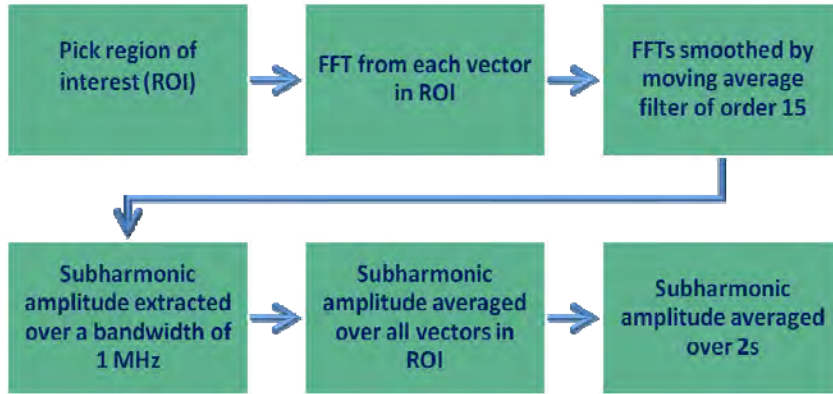 Pick region of
interest (ROI)
FFT from each vector
in ROI
FFTs smoothed by
moving average
filter of order 15
Subharmonic
amplitude extracted
over a bandwidth of
1 MHz
Subharmonic
amplitude averaged
over all vectors in
ROI
Subharmonic
amplitude averaged
over 2s